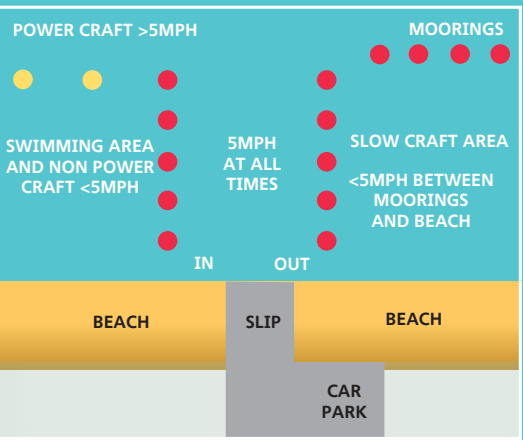 POWER CRAFT >5MPH
MOORINGS
SWIMMING AREA
AND NON POWER
CRAFT <5MPH
5MPH
AT ALL
TIMES
SLOW CRAFT AREA
<5MPH BETWEEN
MOORINGS
AND BEACH
IN
OUT
BEACH
SLIP
BEACH
CAR
PARK